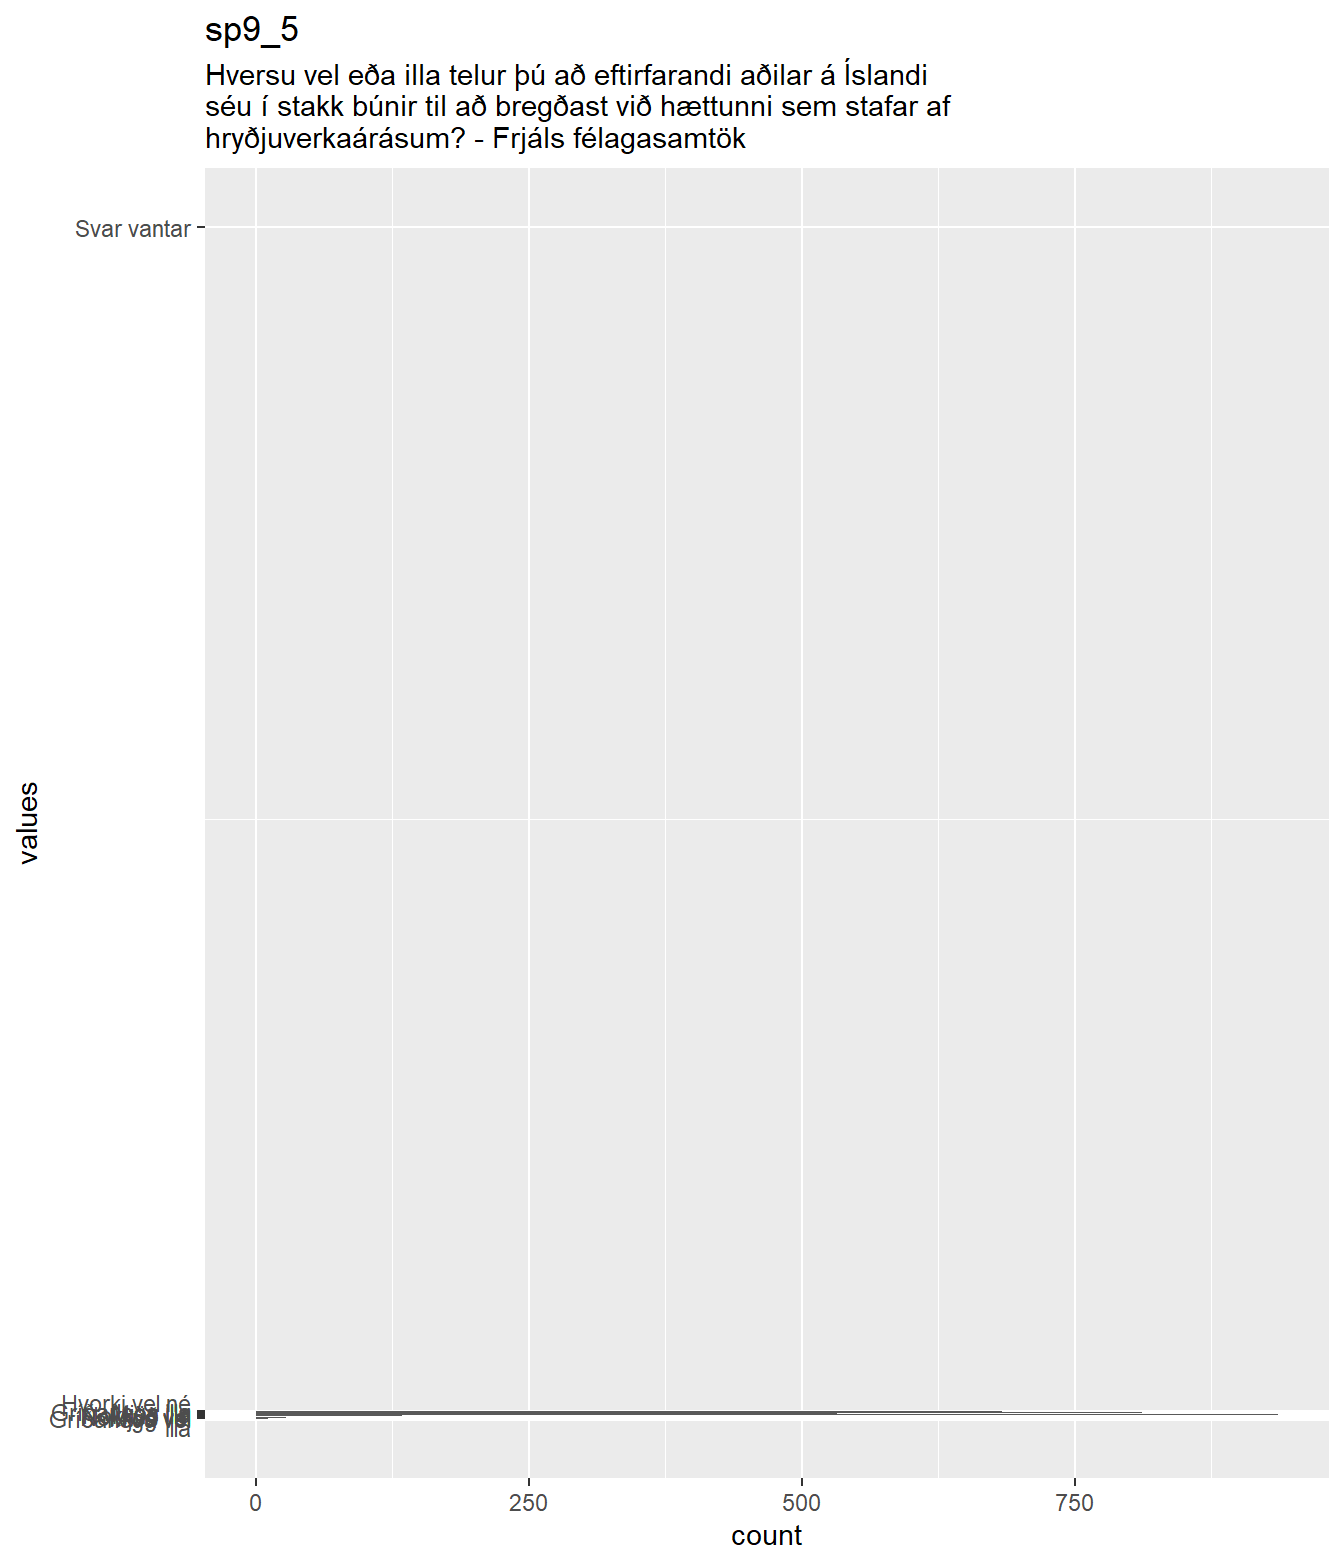 sp9_5
Hversu vel eða illa telur þú að eftirfarandi aðilar á Íslandi
séu í stakk búnir til að bregðast við hættunni sem stafar af
hryðjuverkaárásum? - Frjáls félagasamtök
Svar vantar
values
Hvorki vel né
illa
0
250
500
750
count